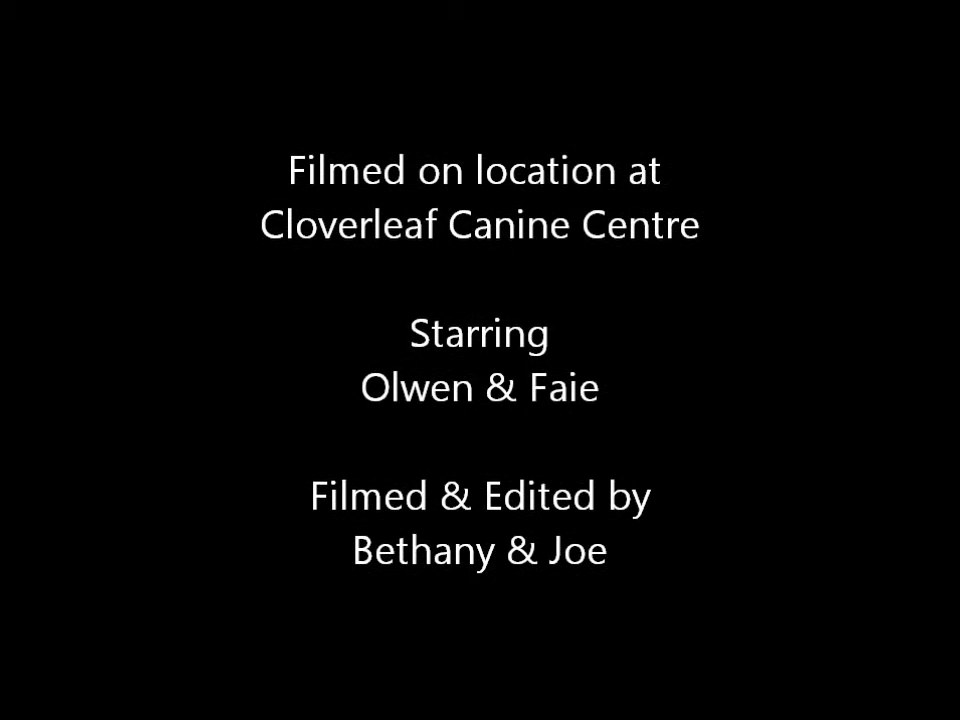 Filmed on location at
Cloverleaf Canine Centre
Starring
Olwen & Faie
Filmed & Edited by
Bethany & Joe